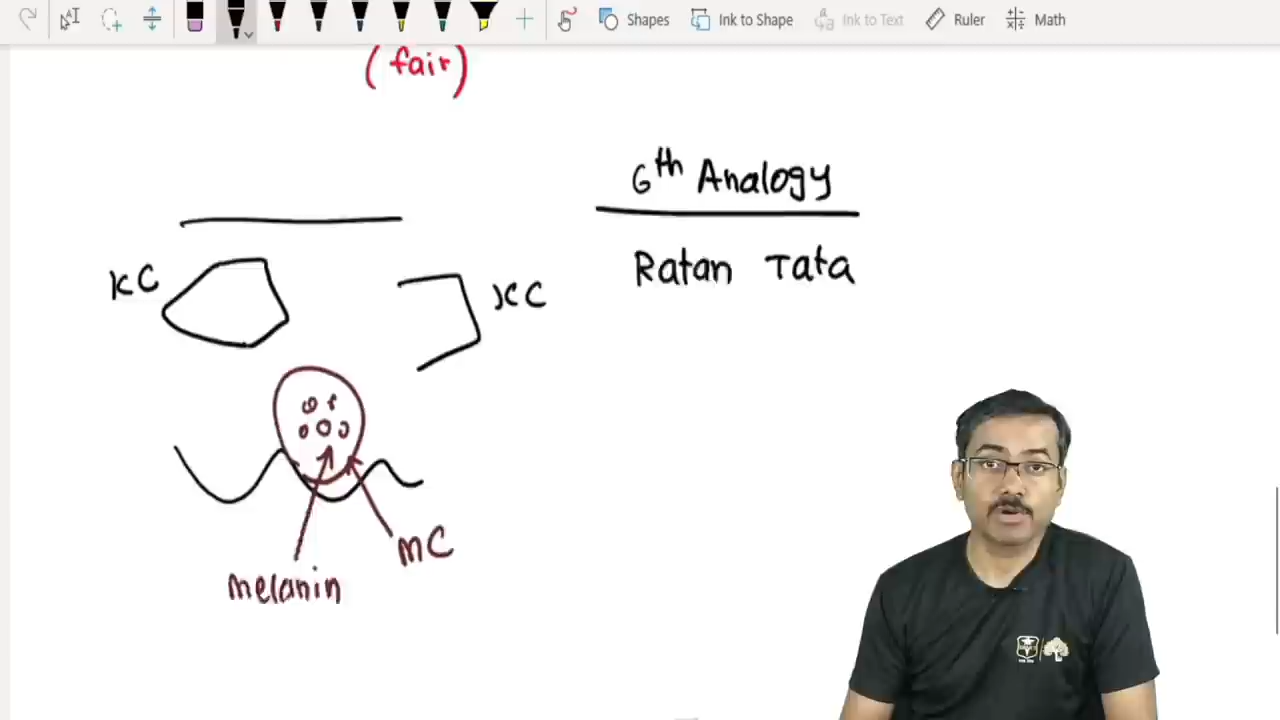 Shapes
Ink to Shape
Ink to Text
Ruler
Math
(fair)
6th Analogy
Ratan Tata
KC
KC
MC
melanin